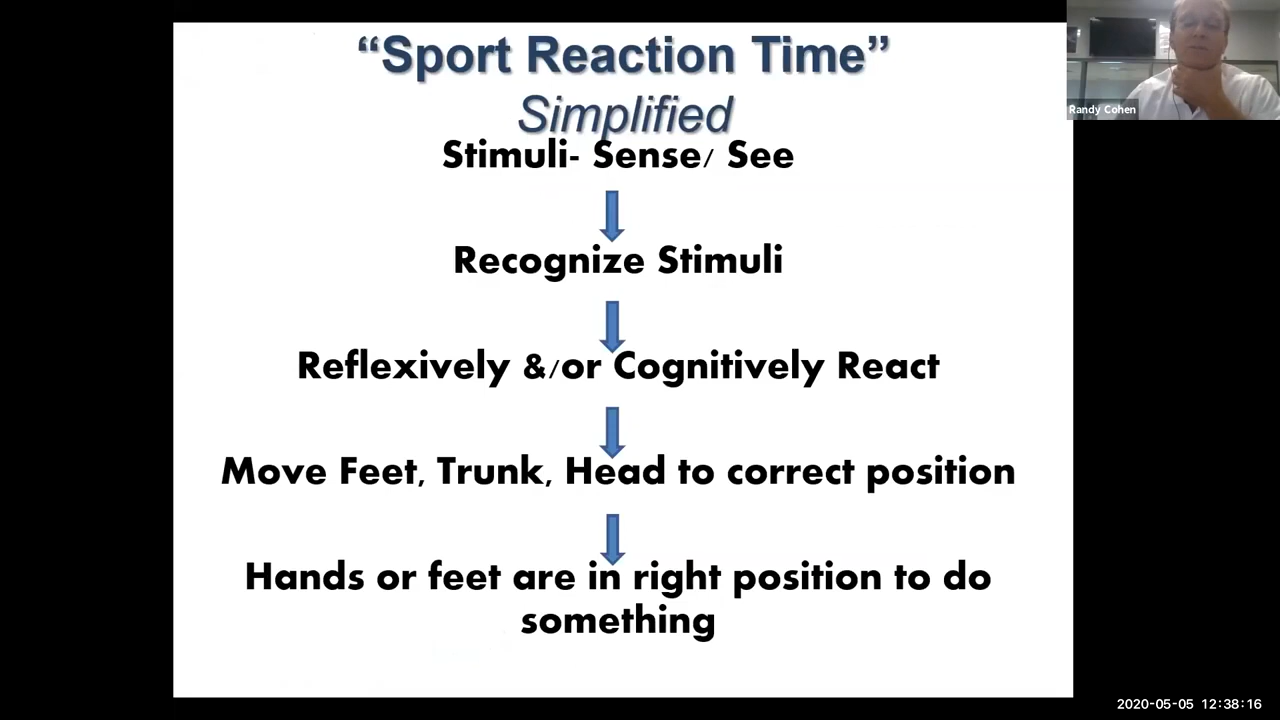 “Sport Reaction Time”
Simplified
Stimuli- Sense/ See
Recognize Stimuli
Reflexively &/or Cognitively React
Move Feet, Trunk, Head to correct position
Hands or feet are in right position to do
something
Randy Cohen
2020-05-05 12:38:16